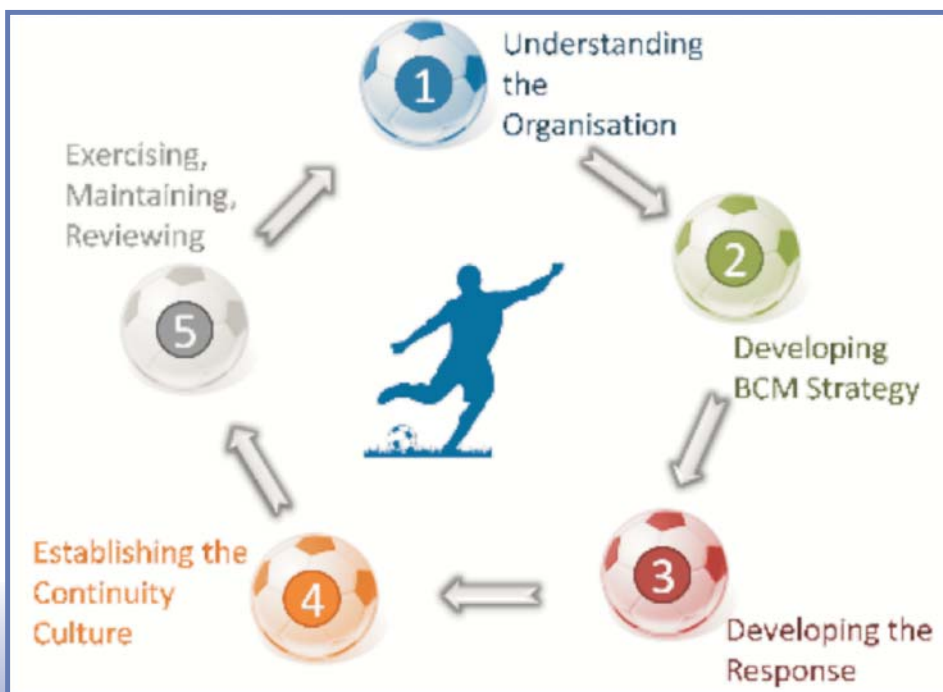 1
Understanding
the
Organisation
2
Developing
BCM Strategy
3
Developing the
Response
4
Establishing the
Continuity
Culture
5
Exercising,
Maintaining,
Reviewing